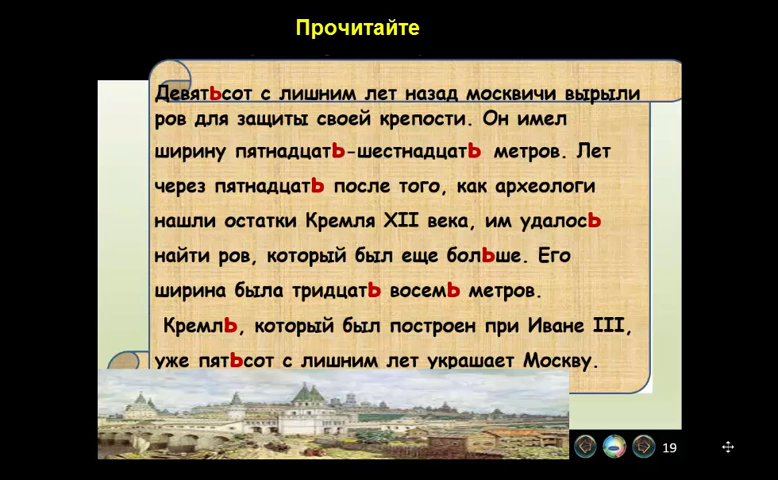 Прочитайте
Девятьсот с лишним лет назад москвичи вырыли
ров для защиты своей крепости. Он имел
ширину пятнадцать-шестнадцать метров. Лет
через пятнадцать после того, как археологи
нашли остатки Кремля XII века, им удалось
найти ров, который был еще больше. Его
ширина была тридцать восемь метров.
Кремль, который был построен при Иване III,
уже пятьсот с лишним лет украшает Москву.
19